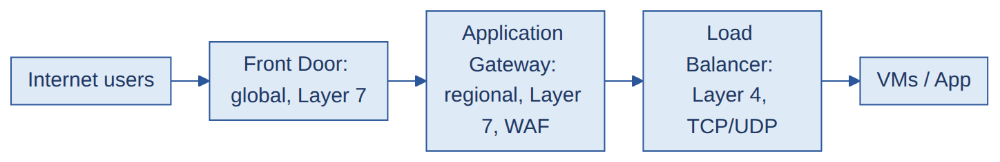 Internet users
Front Door:
global, Layer 7
Application
Gateway:
regional, Layer
7, WAF
Load
Balancer:
Layer 4,
TCP/UDP
VMs / App